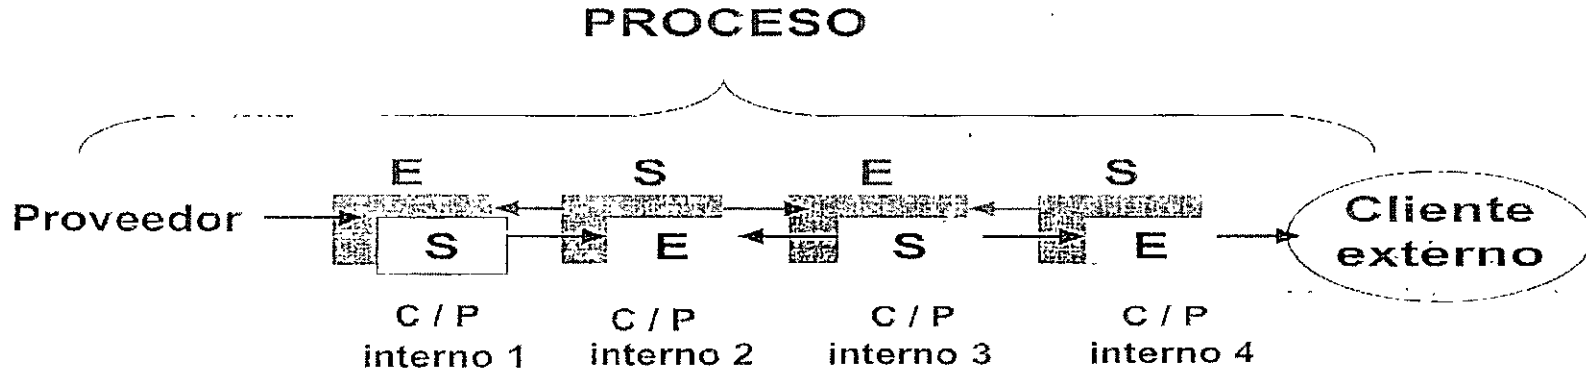 PROCESO
E S E S
Proveedor
S E S E
Cliente
externo
C / P
interno 1
C / P
interno 2
C / P
interno 3
C / P
interno 4